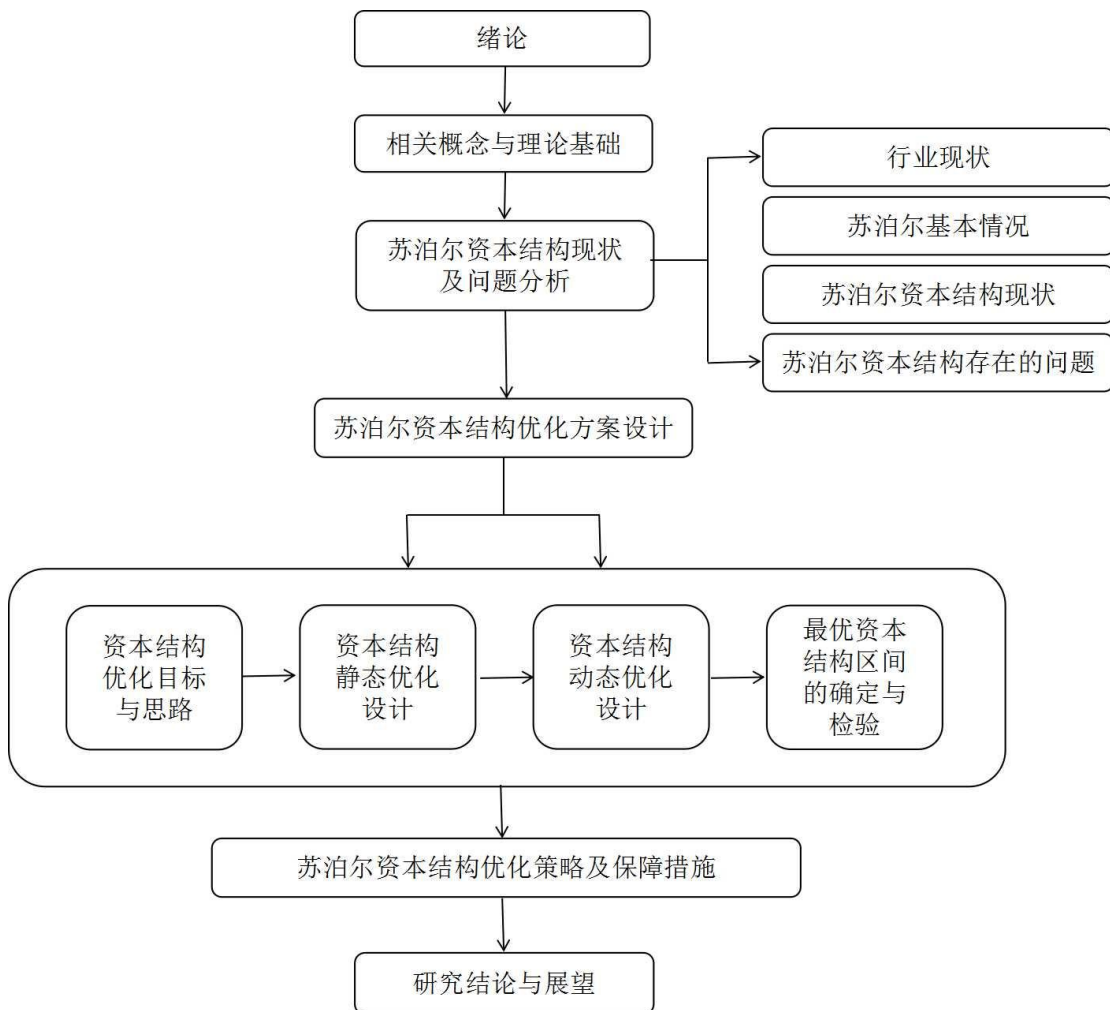 绪论
相关概念与理论基础
行业现状
苏泊尔基本情况
苏泊尔资本结构现状
及问题分析
苏泊尔资本结构现状
苏泊尔资本结构存在的问题
苏泊尔资本结构优化方案设计
资本结构
优化目标
与思路
资本结构
静态优化
设计
资本结构
动态优化
设计
最优资本
结构区间
的确定与
检验
苏泊尔资本结构优化策略及保障措施
研究结论与展望